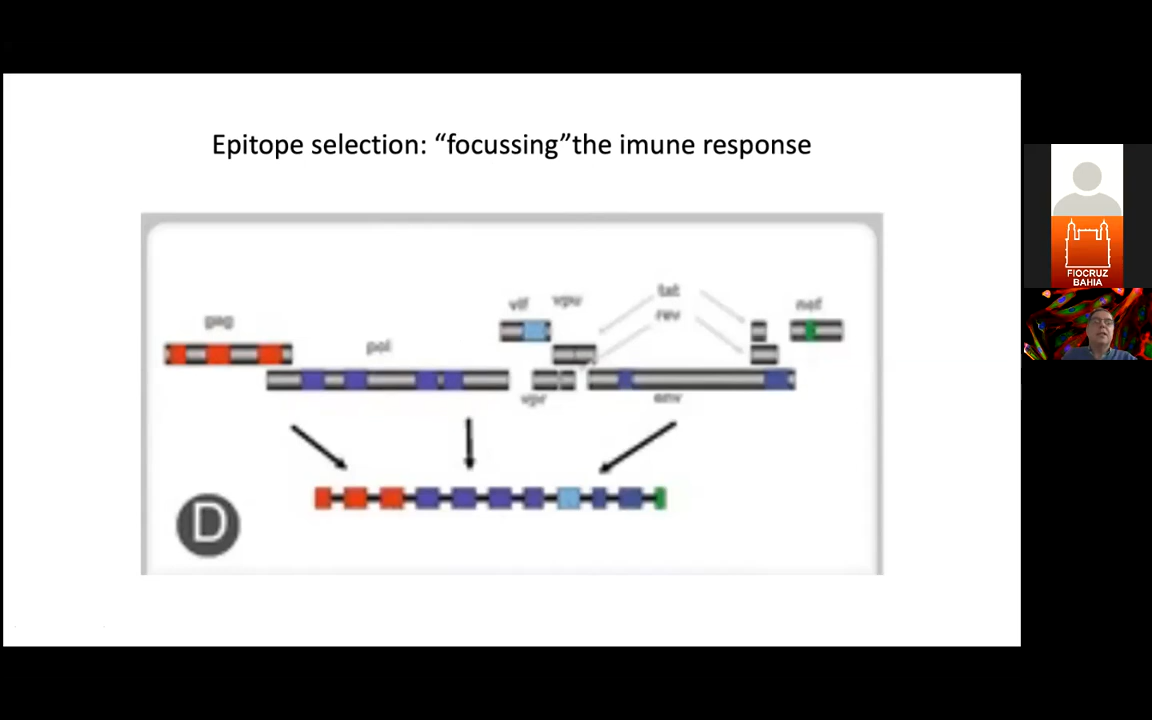 Epitope selection: “focussing”the imune response
gag
pol
vif
vpu
tat
rev
nef
vpr
env
D
FIOCRUZ
BAHIA